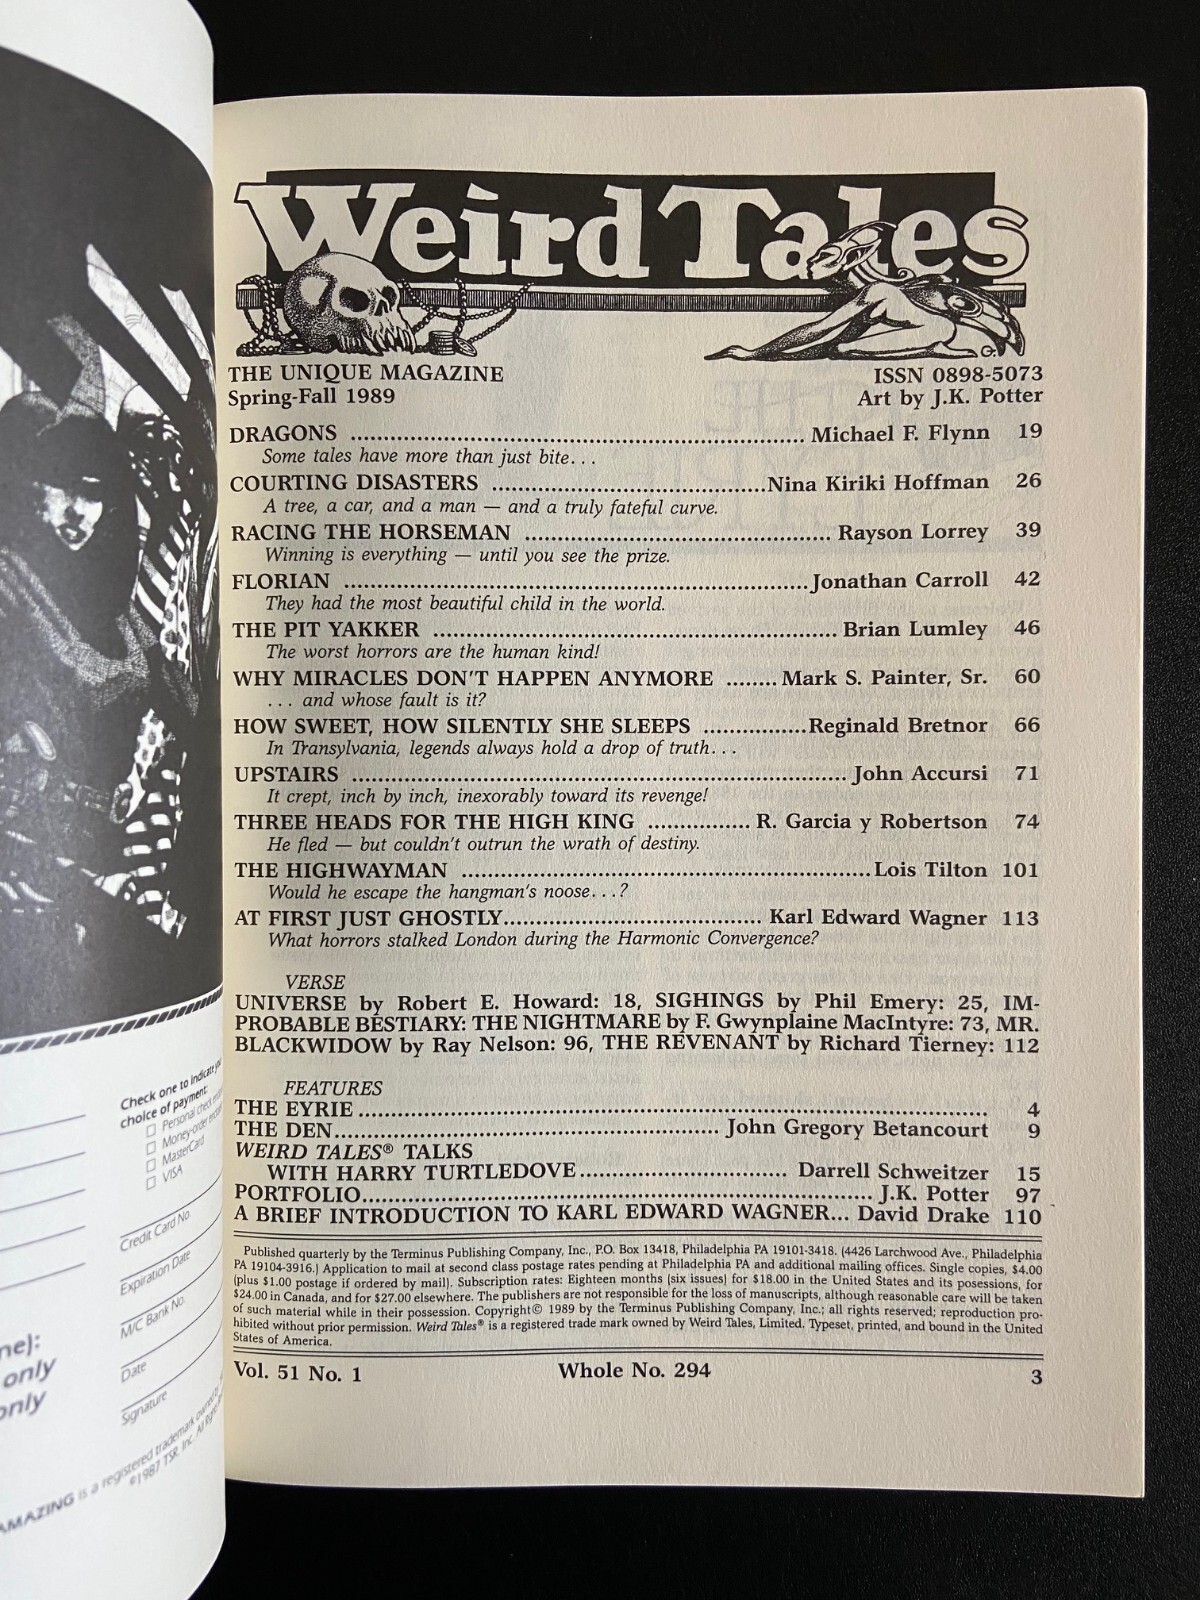 Weird Tales
THE UNIQUE MAGAZINE
Spring-Fall 1989
ISSN 0898-5073
Art by J.K. Potter
DRAGONS ........ Michael F. Flynn 19
Some tales have more than just bite. . .
COURTING DISASTERS ........ Nina Kiriki Hoffman 26
A tree, a car, and a man — and a truly fateful curve.
RACING THE HORSEMAN ........ Rayson Lorrey 39
Winning is everything — until you see the prize.
FLORIAN ........ Jonathan Carroll 42
They had the most beautiful child in the world.
THE PIT YAKKER ........ Brian Lumley 46
The worst horrors are the human kind!
WHY MIRACLES DON'T HAPPEN ANYMORE ........ Mark S. Painter, Sr. 60
. . . and whose fault is it?
HOW SWEET, HOW SILENTLY SHE SLEEPS ........ Reginald Bretnor 66
In Transylvania, legends always hold a drop of truth. . .
UPSTAIRS ........ John Accursi 71
It crept, inch by inch, inexorably toward its revenge!
THREE HEADS FOR THE HIGH KING ........ R. Garcia y Robertson 74
He fled — but couldn't outrun the wrath of destiny.
THE HIGHWAYMAN ........ Lois Tilton 101
Would he escape the hangman's noose. . .?
AT FIRST JUST GHOSTLY........ Karl Edward Wagner 113
What horrors stalked London during the Harmonic Convergence?
VERSE
UNIVERSE by Robert E. Howard: 18, SIGHINGS by Phil Emery: 25, IM-
PROBABLE BESTIARY: THE NIGHTMARE by F. Gwynplaine MacIntyre: 73, MR.
BLACKWIDOW by Ray Nelson: 96, THE REVENANT by Richard Tierney: 112
FEATURES
THE EYRIE ........ 4
THE DEN........ John Gregory Betancourt 9
WEIRD TALES® TALKS
WITH HARRY TURTLEDOVE........ Darrell Schweitzer 15
PORTFOLIO........ J.K. Potter 97
A BRIEF INTRODUCTION TO KARL EDWARD WAGNER... David Drake 110
Published quarterly by the Terminus Publishing Company, Inc., P.O. Box 13418, Philadelphia PA 19101-3418. (4426 Larchwood Ave., Philadelphia
PA 19104-3916.) Application to mail at second class postage rates pending at Philadelphia PA and additional mailing offices. Single copies, $4.00
(plus $1.00 postage if ordered by mail). Subscription rates: Eighteen months (six issues) for $18.00 in the United States and its posessions, for
$24.00 in Canada, and for $27.00 elsewhere. The publishers are not responsible for the loss of manuscripts, although reasonable care will be taken
of such material while in their possession. Copyright© 1989 by the Terminus Publishing Company, Inc.; all rights reserved; reproduction pro-
hibited without prior permission. Weird Tales® is a registered trade mark owned by Weird Tales, Limited. Typeset, printed, and bound in the United
States of America.
Vol. 51 No. 1 Whole No. 294 3
Check one to indicate
choice of payment:
Personal check
Money-order
MasterCard
VISA
Credit Card No.
Expiration Date
M/C Bank No.
Date
Signature
only
only
AMAZING is a registered trademark owned
©1987 TSR, Inc. All